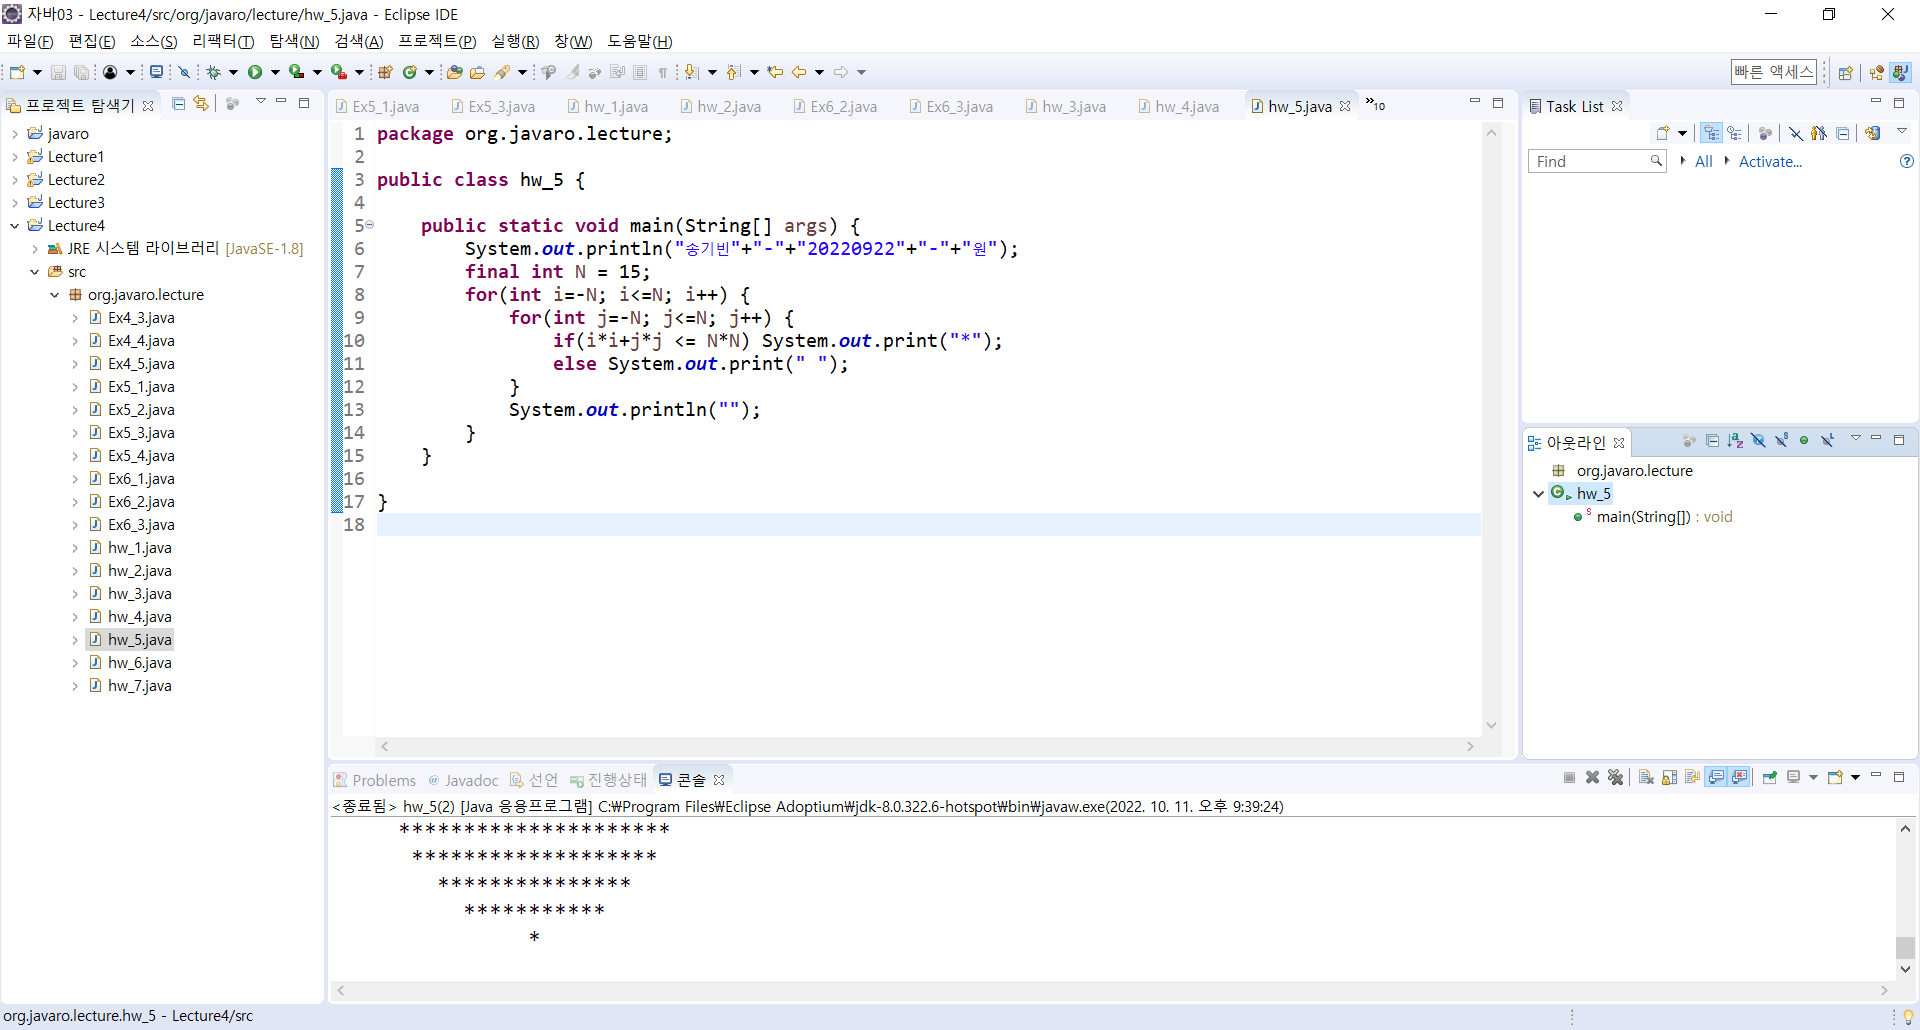 자바03 - Lecture4/src/org/javaro/lecture/hw_5.java - Eclipse IDE
파일(F) 편집(E) 소스(S) 리팩터(T) 탐색(N) 검색(A) 프로젝트(P) 실행(R) 창(W) 도움말(H)
빠른 액세스
프로젝트 탐색기
javaro
Lecture1
Lecture2
Lecture3
Lecture4
JRE 시스템 라이브러리 [JavaSE-1.8]
src
org.javaro.lecture
Ex4_3.java
Ex4_4.java
Ex4_5.java
Ex5_1.java
Ex5_2.java
Ex5_3.java
Ex5_4.java
Ex6_1.java
Ex6_2.java
Ex6_3.java
hw_1.java
hw_2.java
hw_3.java
hw_4.java
hw_5.java
hw_6.java
hw_7.java
Ex5_1.java Ex5_3.java hw_1.java hw_2.java Ex6_2.java Ex6_3.java hw_3.java hw_4.java hw_5.java »10
1 package org.javaro.lecture;
2
3 public class hw_5 {
4
5 public static void main(String[] args) {
6 System.out.println("송기빈"+"-"+"20220922"+"-"+"원");
7 final int N = 15;
8 for(int i=-N; i<=N; i++) {
9 for(int j=-N; j<=N; j++) {
10 if(i*i+j*j <= N*N) System.out.print("*");
11 else System.out.print(" ");
12 }
13 System.out.println("");
14 }
15 }
16
17 }
18
Task List
Find All Activate...
아웃라인
org.javaro.lecture
hw_5
main(String[]) : void
Problems @ Javadoc 선언 진행상태 콘솔
<종료됨> hw_5(2) [Java 응용프로그램] C:₩Program Files₩Eclipse Adoptium₩jdk-8.0.322.6-hotspot₩bin₩javaw.exe(2022. 10. 11. 오후 9:39:24)
*********************
*******************
***************
***********
*
org.javaro.lecture.hw_5 - Lecture4/src